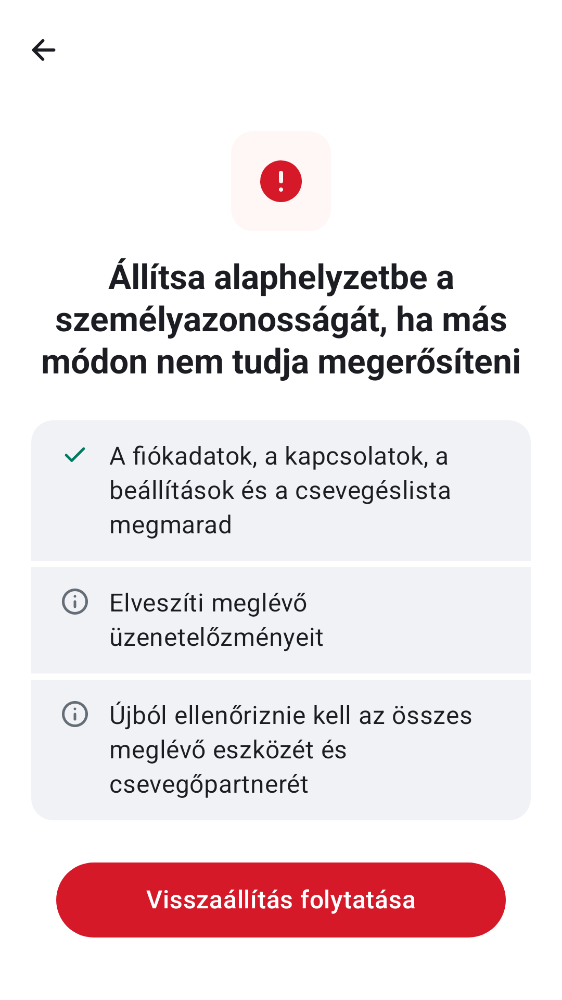 Állítsa alaphelyzetbe a
személyazonosságát, ha más
módon nem tudja megerősíteni
A fiókadatok, a kapcsolatok, a
beállítások és a csevegéslista
megmarad
Elveszíti meglévő
üzenetelőzményeit
Újból ellenőriznie kell az összes
meglévő eszközét és
csevegőpartnerét
Visszaállítás folytatása